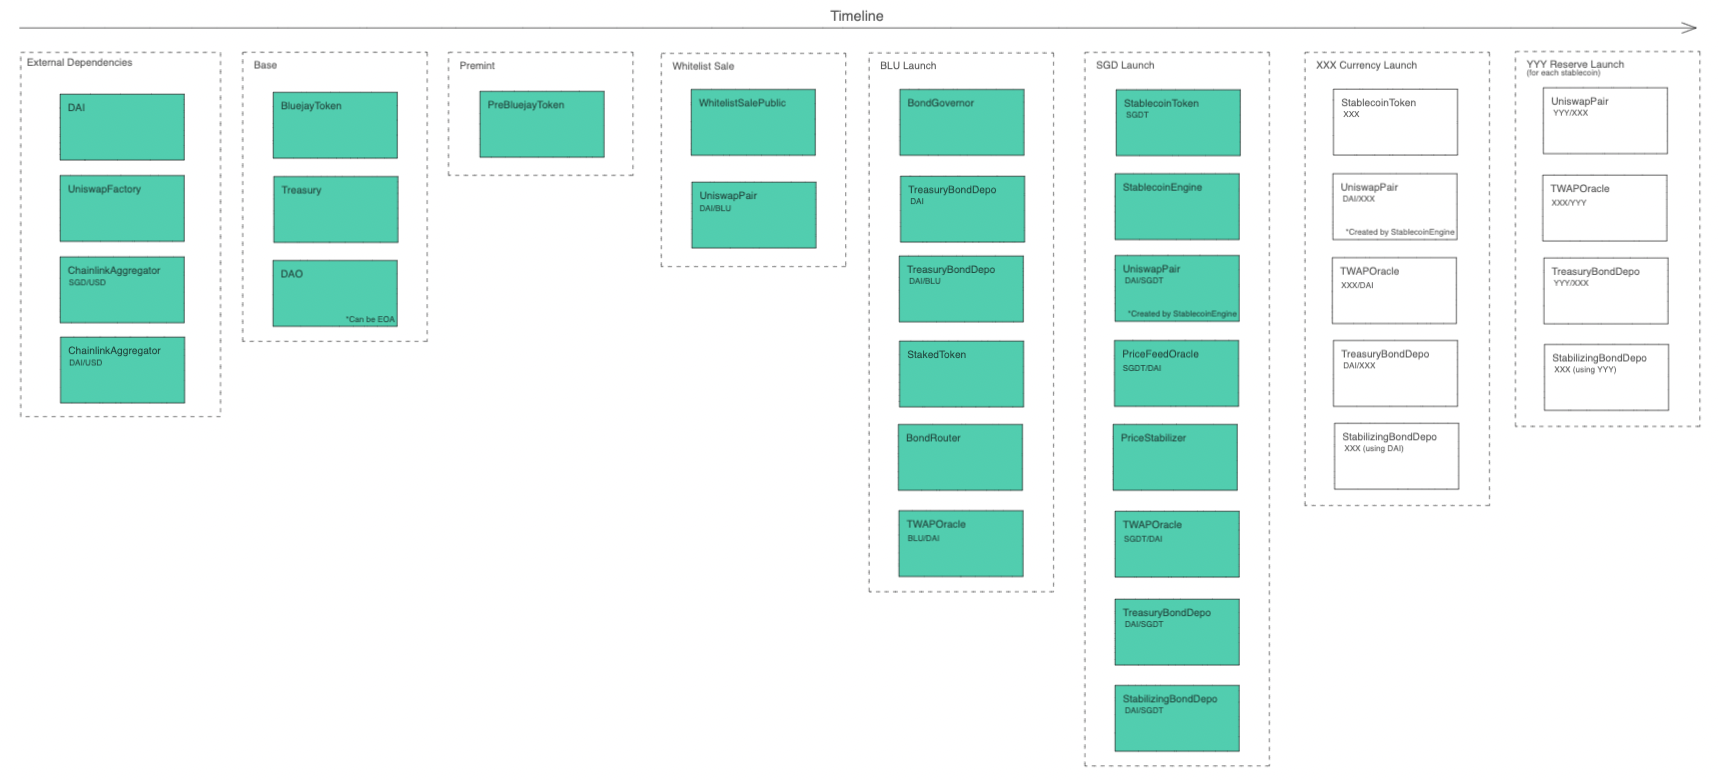 Timeline
External Dependencies
DAI
UniswapFactory
ChainlinkAggregator
SGD/USD
ChainlinkAggregator
DAI/USD
Base
BluejayToken
Treasury
DAO
*Can be EOA
Premint
PreBluejayToken
Whitelist Sale
WhitelistSalePublic
UniswapPair
DAI/BLU
BLU Launch
BondGovernor
TreasuryBondDepo
DAI
TreasuryBondDepo
DAI/BLU
StakedToken
BondRouter
TWAPOracle
BLU/DAI
SGD Launch
StablecoinToken
SGDT
StablecoinEngine
UniswapPair
DAI/SGDT
*Created by StablecoinEngine
PriceFeedOracle
SGDT/DAI
PriceStabilizer
TWAPOracle
SGDT/DAI
TreasuryBondDepo
DAI/SGDT
StabilizingBondDepo
DAI/SGDT
XXX Currency Launch
StablecoinToken
XXX
UniswapPair
DAI/XXX
*Created by StablecoinEngine
TWAPOracle
XXX/DAI
TreasuryBondDepo
DAI/XXX
StabilizingBondDepo
XXX (using DAI)
YYY Reserve Launch
(for each stablecoin)
UniswapPair
YYY/XXX
TWAPOracle
XXX/YYY
TreasuryBondDepo
YYY/XXX
StabilizingBondDepo
XXX (using YYY)